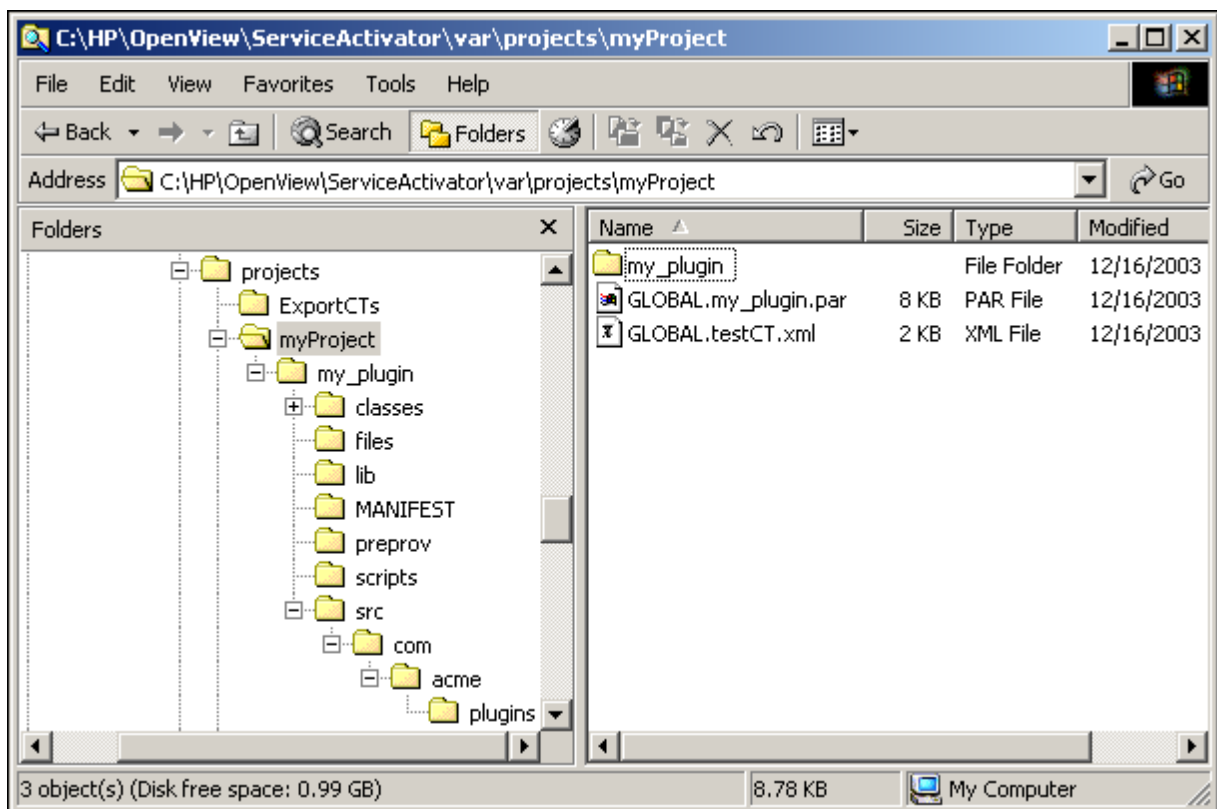 C:\HP\OpenView\ServiceActivator\var\projects\myProject
File Edit View Favorites Tools Help
Back Search Folders
Address C:\HP\OpenView\ServiceActivator\var\projects\myProject Go
Folders
projects
ExportCTs
myProject
my_plugin
classes
files
lib
MANIFEST
preprov
scripts
src
com
acme
plugins
Name Size Type Modified
my_plugin File Folder 12/16/2003
GLOBAL.my_plugin.par 8 KB PAR File 12/16/2003
GLOBAL.testCT.xml 2 KB XML File 12/16/2003
3 object(s) (Disk free space: 0.99 GB) 8.78 KB My Computer